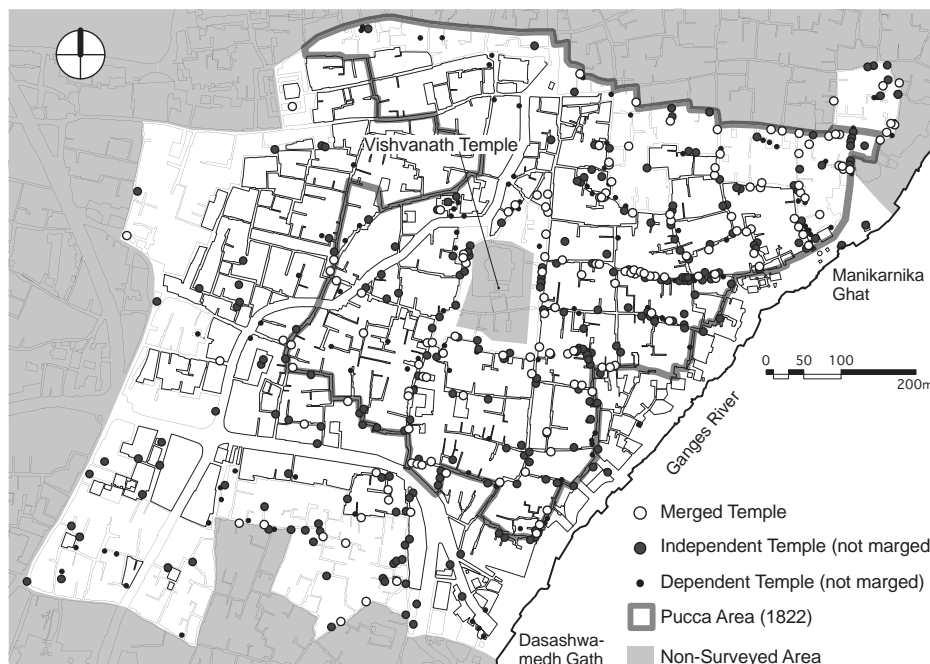 Vishvanath Temple
Manikarnika
Ghat
0 50 100
200m
Ganges River
Merged Temple
Independent Temple (not marged
Dependent Temple (not marged)
Pucca Area (1822)
Dasashwa-
medh Gath
Non-Surveyed Area